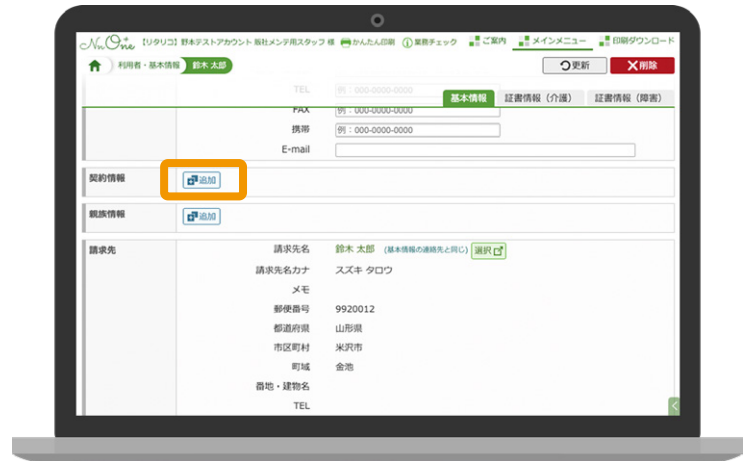 NuOne 【リタリコ】野木テストアカウント 販社メンテ用スタッフ 様 かんたん印刷 業務チェック ご案内 メインメニュー 印刷ダウンロード
利用者・基本情報 鈴木 太郎 更新 削除
TEL 例：000-0000-0000
基本情報 証書情報（介護） 証書情報（障害）
FAX 例：000-0000-0000
携帯 例：000-0000-0000
E-mail
契約情報 追加
親族情報 追加
請求先 請求先名 鈴木 太郎 (基本情報の連絡先と同じ) 選択
請求先名カナ スズキ タロウ
メモ
郵便番号 9920012
都道府県 山形県
市区町村 米沢市
町域 金池
番地・建物名
TEL